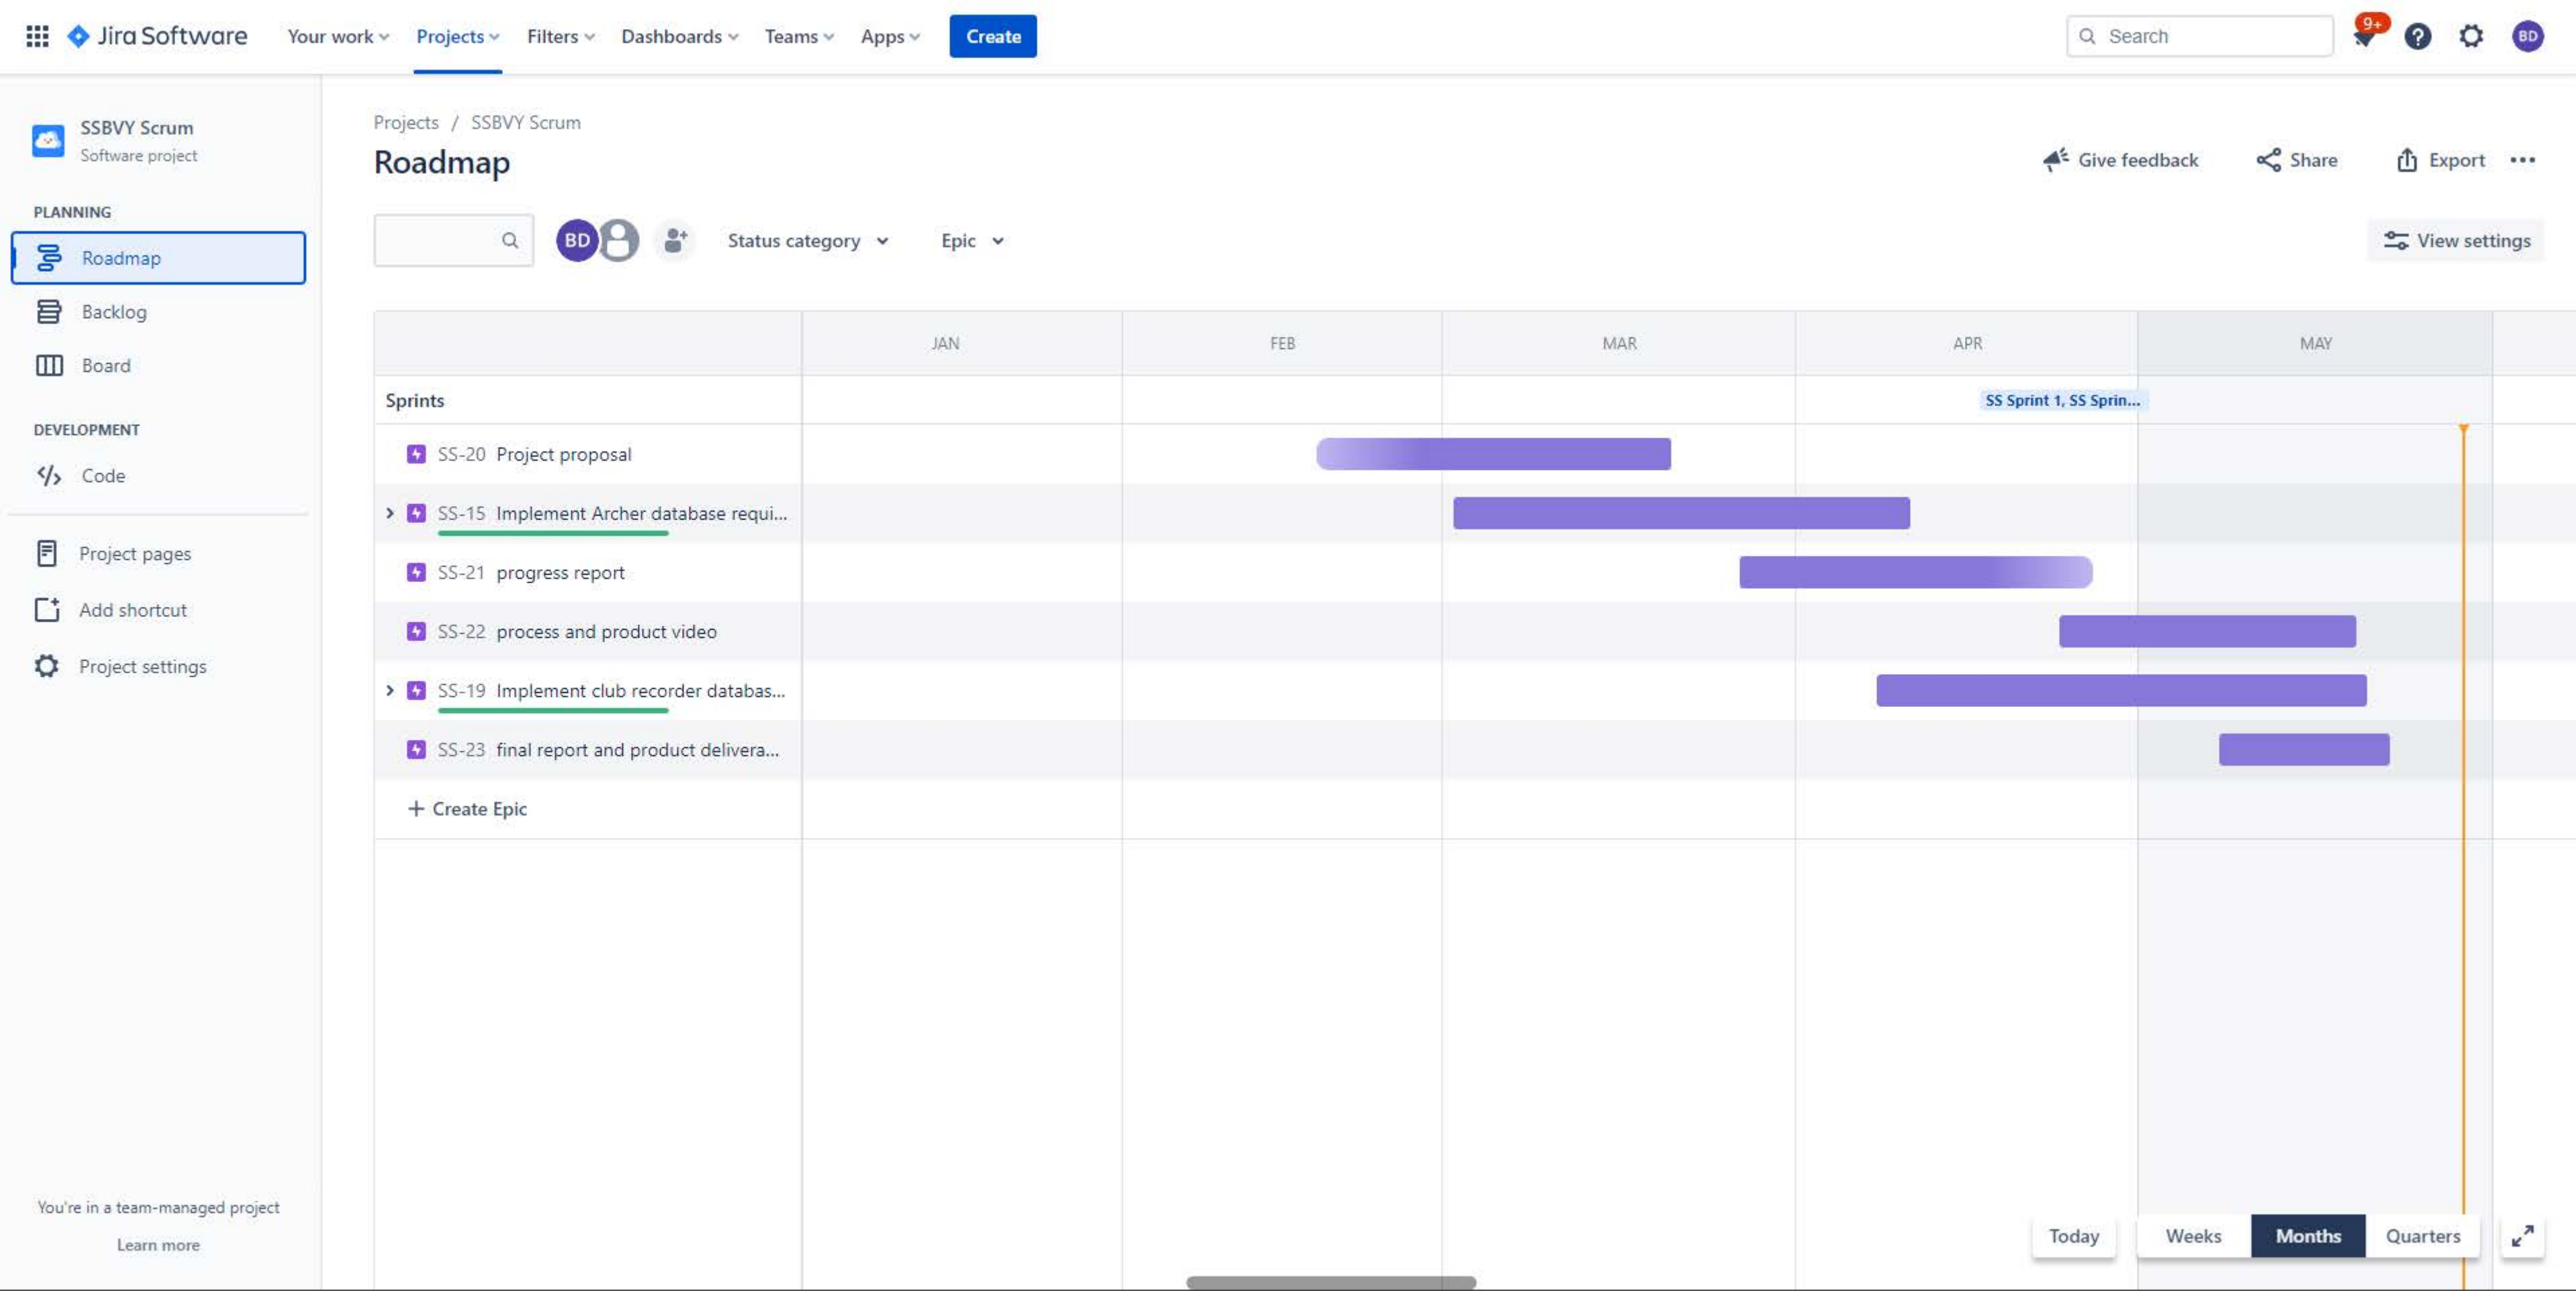 Jira Software Your work Projects Filters Dashboards Teams Apps Create Search 9+ BD
SSBVY Scrum
Software project
PLANNING
Roadmap
Backlog
Board
DEVELOPMENT
Code
Project pages
Add shortcut
Project settings
You're in a team-managed project
Learn more
Projects / SSBVY Scrum
Roadmap
Give feedback Share Export
BD Status category Epic View settings
JAN FEB MAR APR MAY
Sprints SS Sprint 1, SS Sprin...
SS-20 Project proposal
SS-15 Implement Archer database requi...
SS-21 progress report
SS-22 process and product video
SS-19 Implement club recorder databas...
SS-23 final report and product delivera...
+ Create Epic
Today Weeks Months Quarters